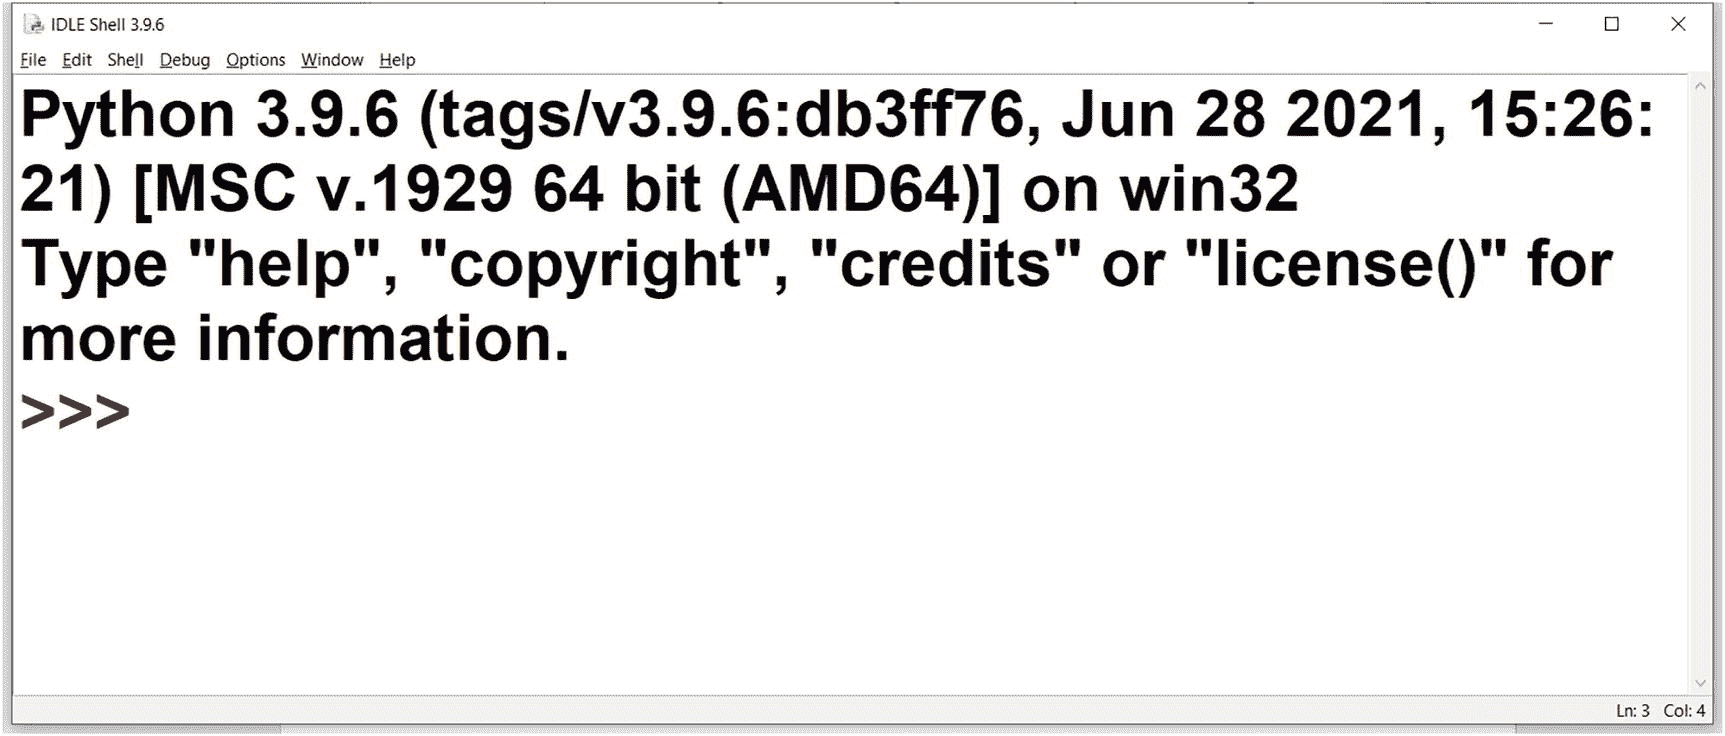 IDLE Shell 3.9.6
File Edit Shell Debug Options Window Help
Python 3.9.6 (tags/v3.9.6:db3ff76, Jun 28 2021, 15:26:
21) [MSC v.1929 64 bit (AMD64)] on win32
Type "help", "copyright", "credits" or "license()" for
more information.
>>>
Ln: 3 Col: 4